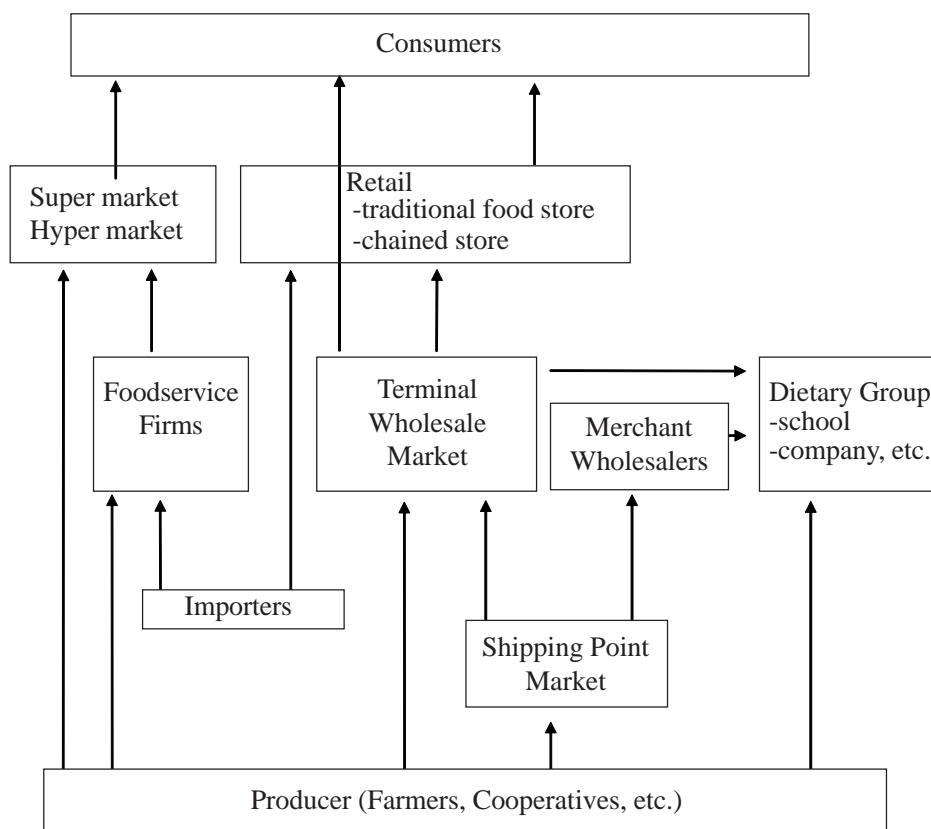 Consumers
Super market
Hyper market
Retail
-traditional food store
-chained store
Foodservice
Firms
Terminal
Wholesale
Market
Merchant
Wholesalers
Dietary Group
-school
-company, etc.
Importers
Shipping Point
Market
Producer (Farmers, Cooperatives, etc.)